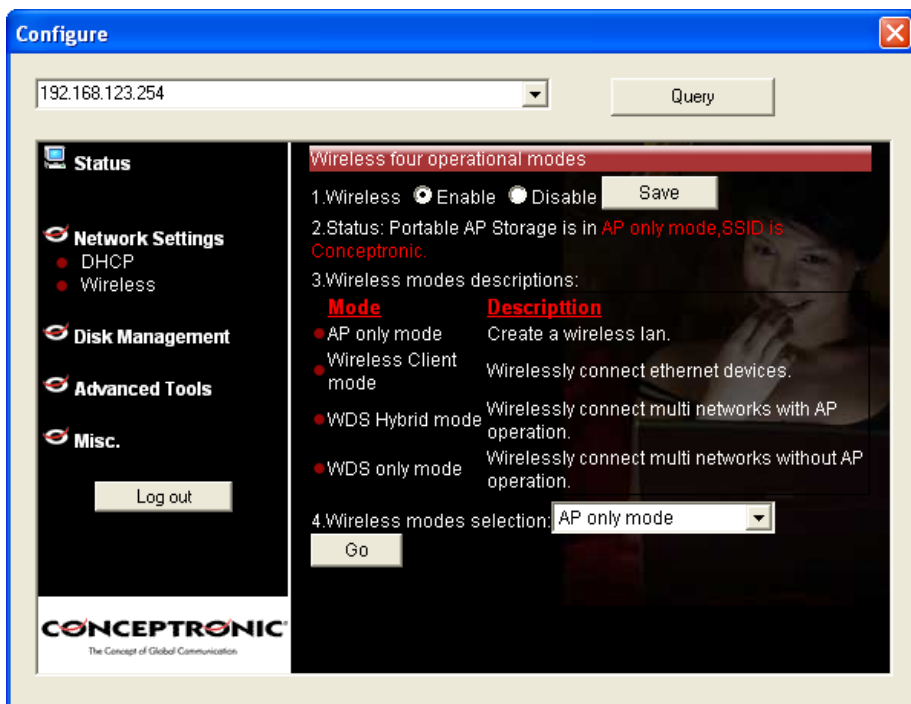 Configure
192.168.123.254
Query
Status
Network Settings
DHCP
Wireless
Disk Management
Advanced Tools
Misc.
Log out
CONCEPTRONIC
The Concept of Global Communication
Wireless four operational modes
1.Wireless Enable Disable Save
2.Status: Portable AP Storage is in AP only mode,SSID is
Conceptronic.
3.Wireless modes descriptions:
Mode Descripttion
AP only mode Create a wireless lan.
Wireless Client
mode
Wirelessly connect ethernet devices.
WDS Hybrid mode
Wirelessly connect multi networks with AP
operation.
WDS only mode
Wirelessly connect multi networks without AP
operation.
4.Wireless modes selection: AP only mode
Go